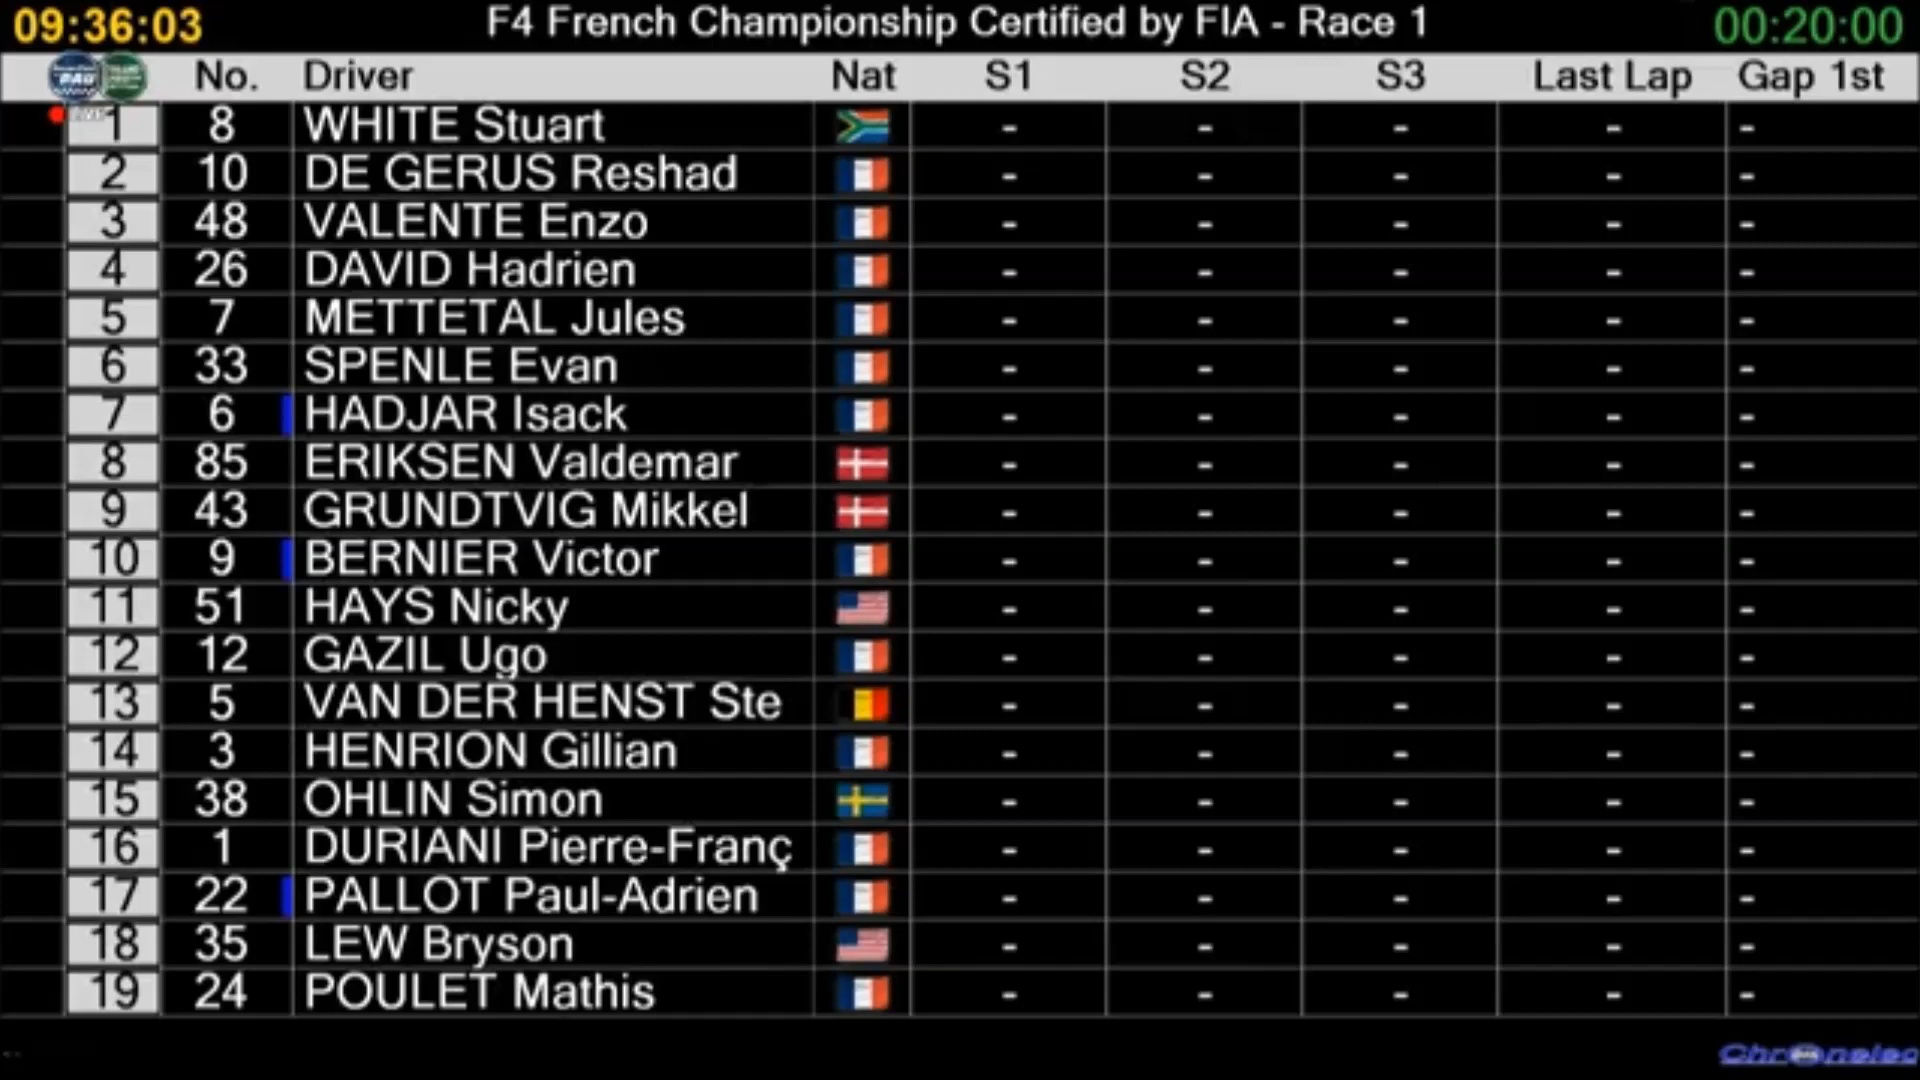 09:36:03 F4 French Championship Certified by FIA - Race 1 00:20:00
No. Driver Nat S1 S2 S3 Last Lap Gap 1st
1 8 WHITE Stuart - - - - -
2 10 DE GERUS Reshad - - - - -
3 48 VALENTE Enzo - - - - -
4 26 DAVID Hadrien - - - - -
5 7 METTETAL Jules - - - - -
6 33 SPENLE Evan - - - - -
7 6 HADJAR Isack - - - - -
8 85 ERIKSEN Valdemar - - - - -
9 43 GRUNDTVIG Mikkel - - - - -
10 9 BERNIER Victor - - - - -
11 51 HAYS Nicky - - - - -
12 12 GAZIL Ugo - - - - -
13 5 VAN DER HENST Ste - - - - -
14 3 HENRION Gillian - - - - -
15 38 OHLIN Simon - - - - -
16 1 DURIANI Pierre-Franç - - - - -
17 22 PALLOT Paul-Adrien - - - - -
18 35 LEW Bryson - - - - -
19 24 POULET Mathis - - - - -